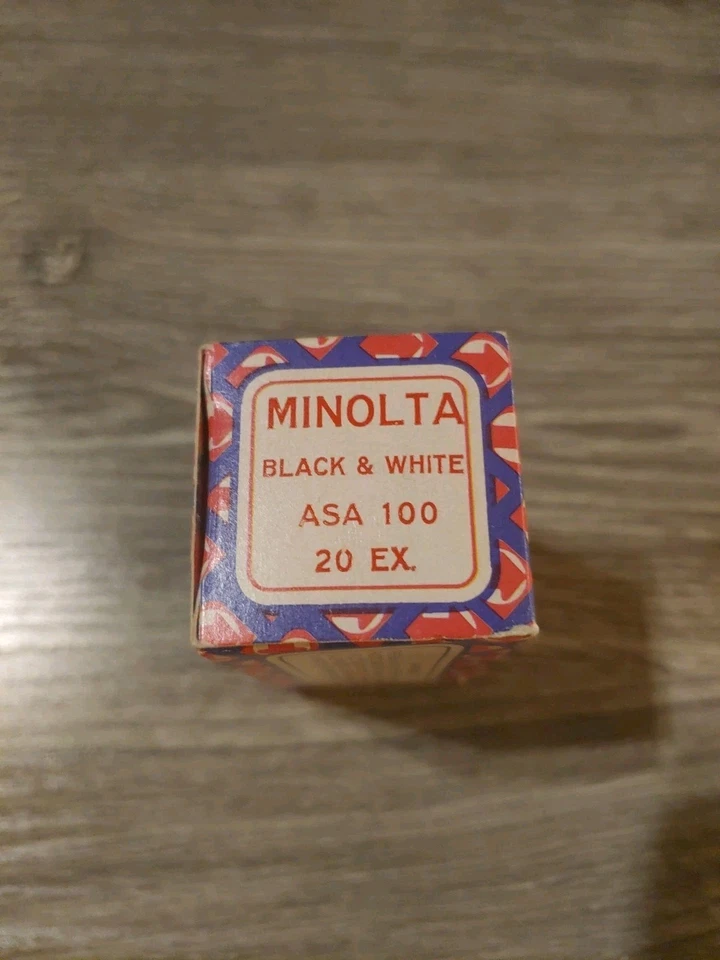 MINOLTA
BLACK & WHITE
ASA 100
20 EX.